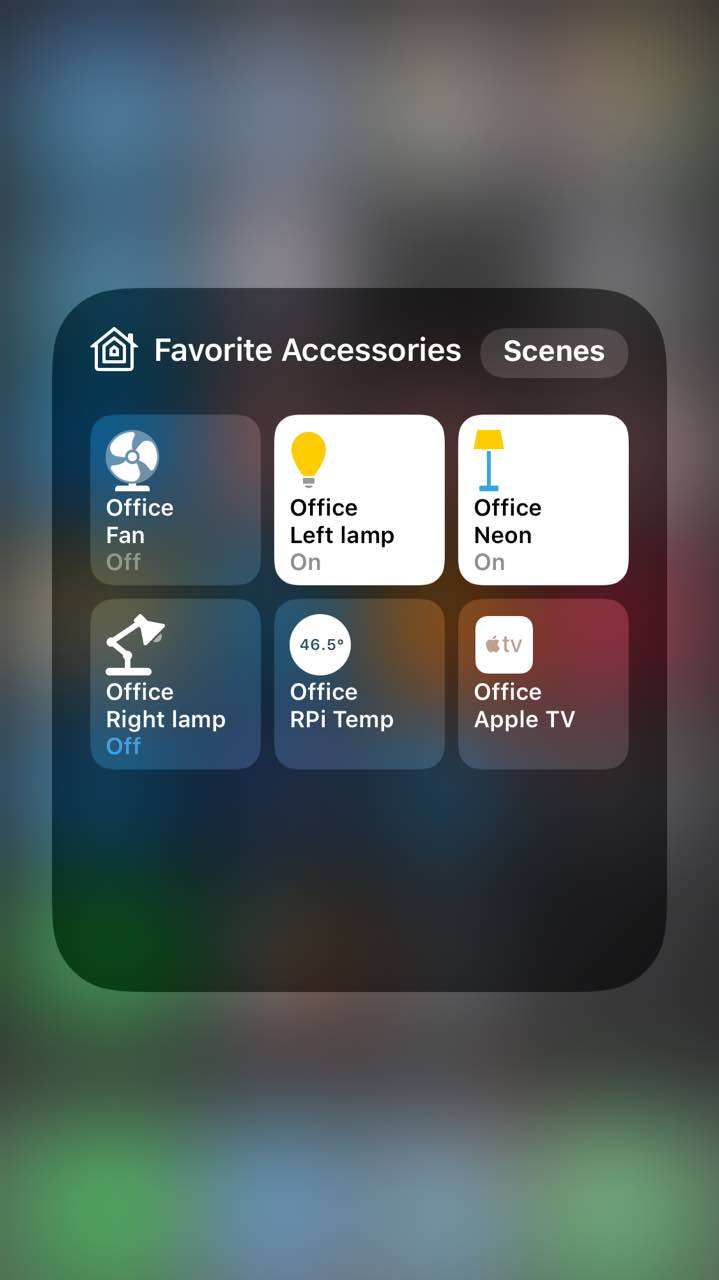 Favorite Accessories
Scenes
Office
Fan
Off
Office
Left lamp
On
Office
Neon
On
Office
Right lamp
Off
46.5°
Office
RPi Temp
tv
Office
Apple TV